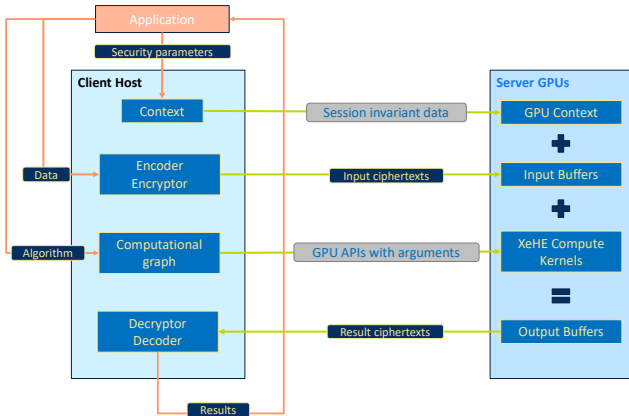 Application
Security parameters
Client Host
Server GPUs
Context
Session invariant data
GPU Context
Data
Encoder
Encryptor
Input ciphertexts
Input Buffers
Algorithm
Computational
graph
GPU APIs with arguments
XeHE Compute
Kernels
Decryptor
Decoder
Result ciphertexts
Output Buffers
Results